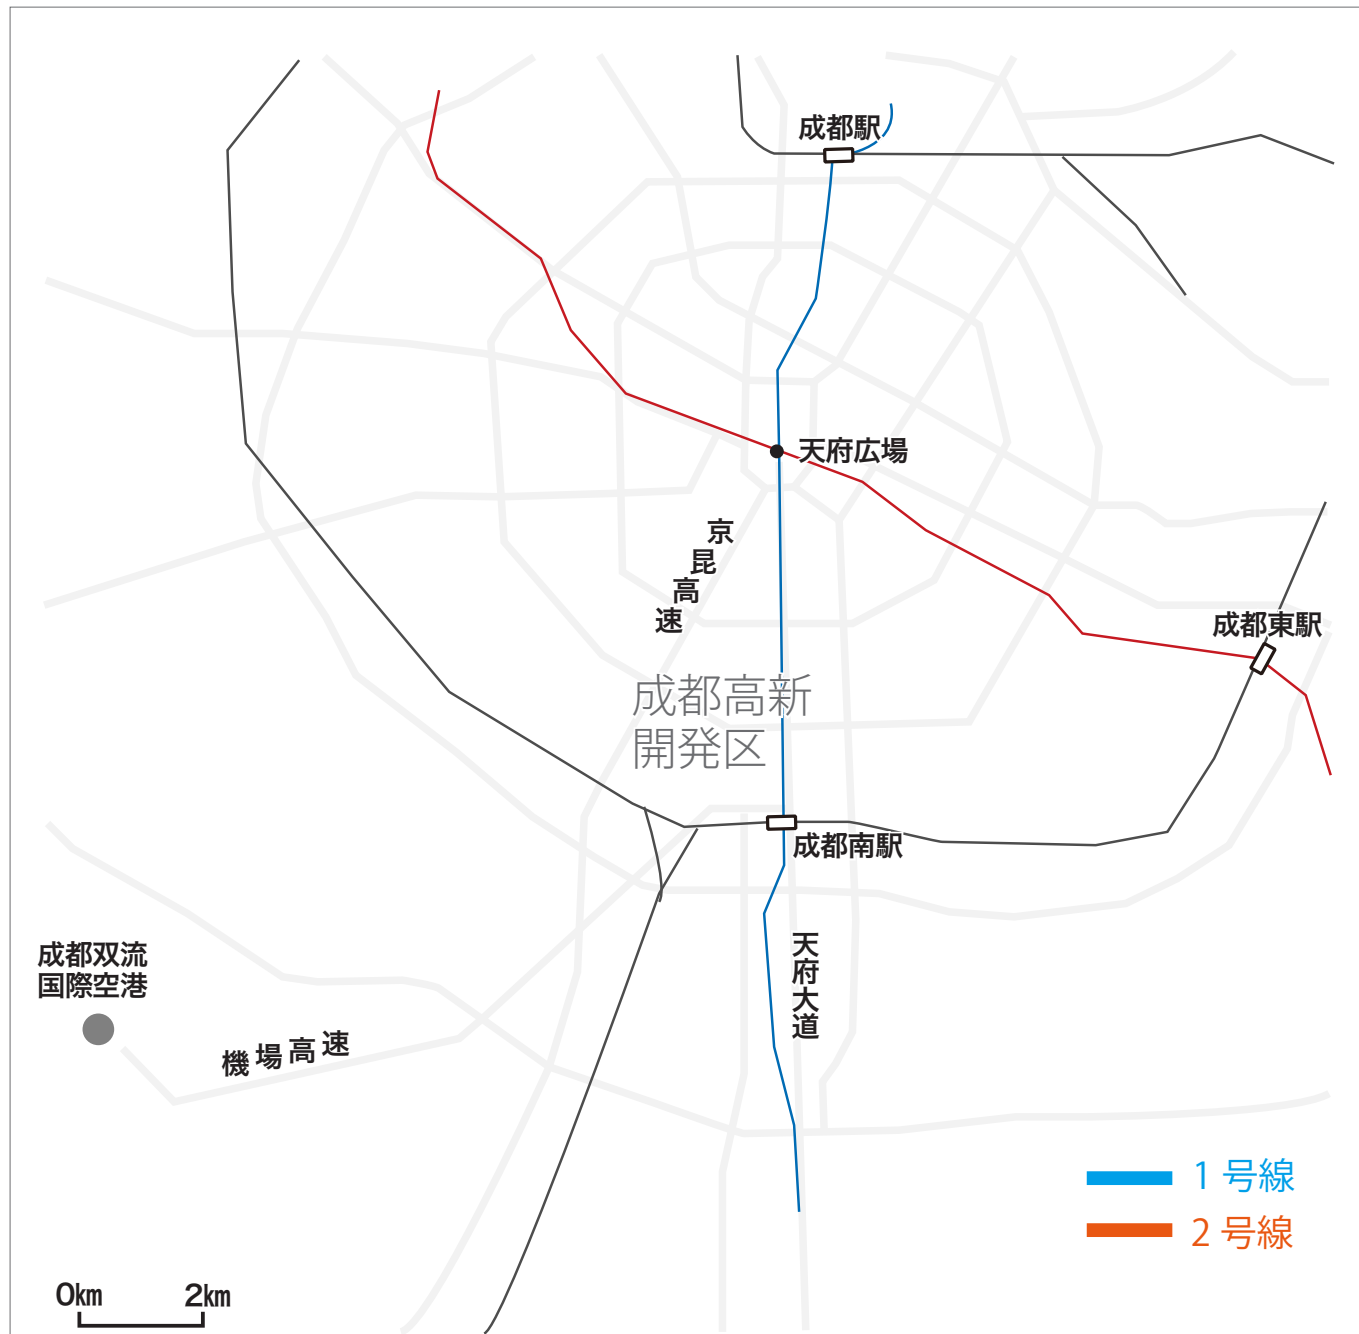 成都駅
天府広場
京昆高速
成都東駅
成都高新
開発区
成都南駅
天府大道
成都双流
国際空港
機場高速
1 号線
2 号線
0km 2km